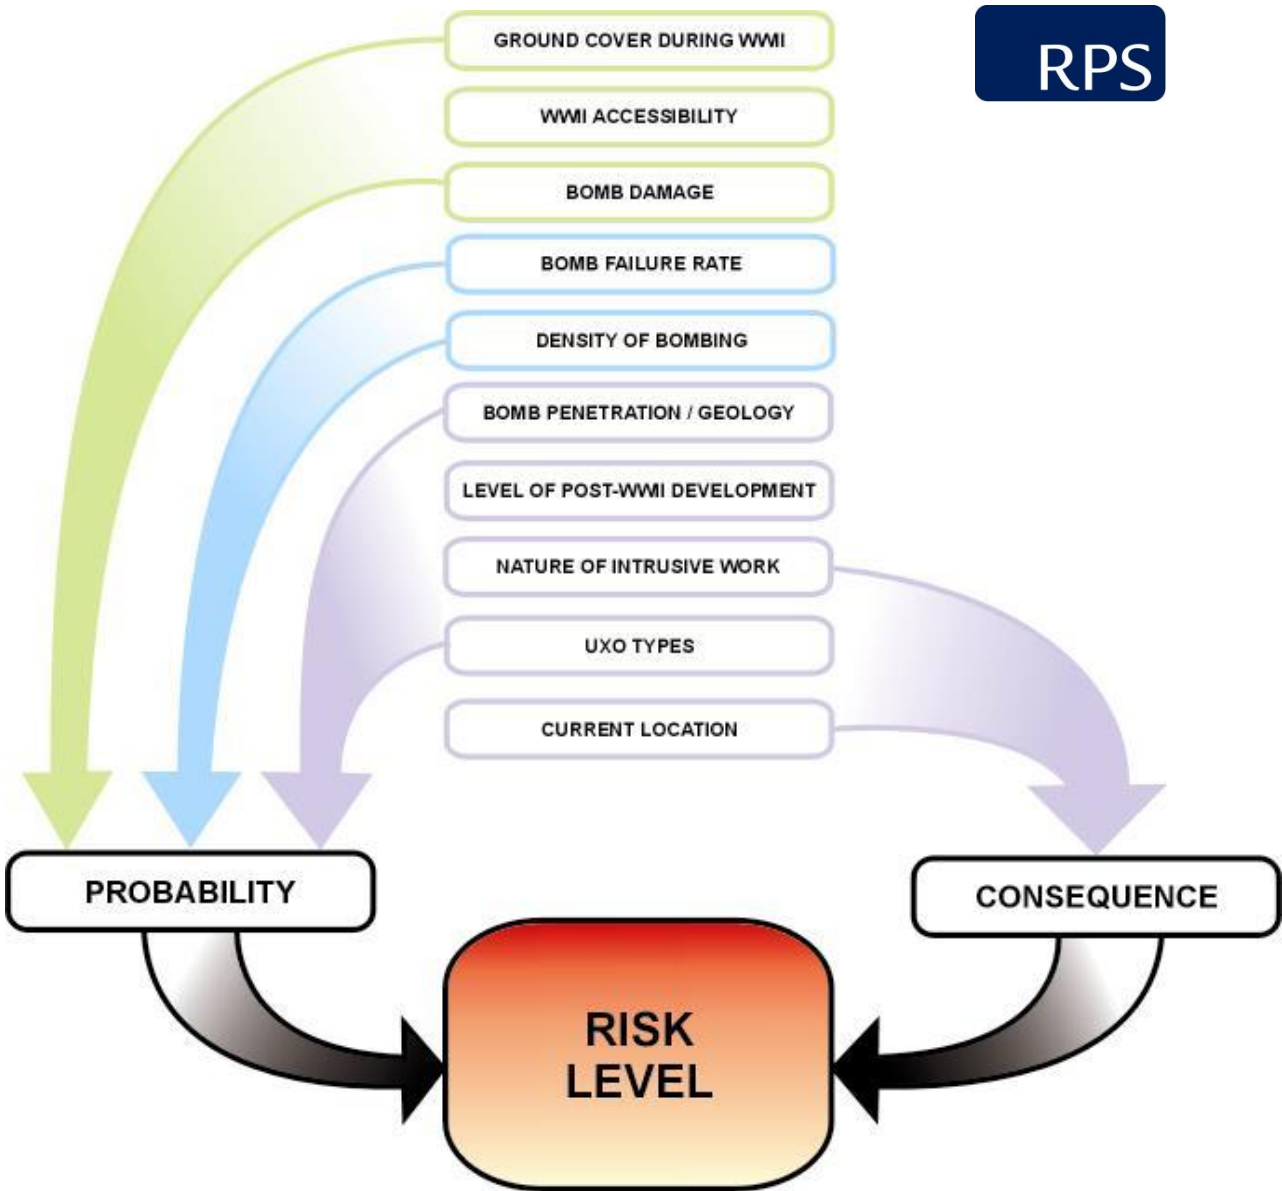 GROUND COVER DURING WWII
RPS
WWII ACCESSIBILITY
BOMB DAMAGE
BOMB FAILURE RATE
DENSITY OF BOMBING
BOMB PENETRATION / GEOLOGY
LEVEL OF POST-WWII DEVELOPMENT
NATURE OF INTRUSIVE WORK
UXO TYPES
CURRENT LOCATION
PROBABILITY
CONSEQUENCE
RISK
LEVEL